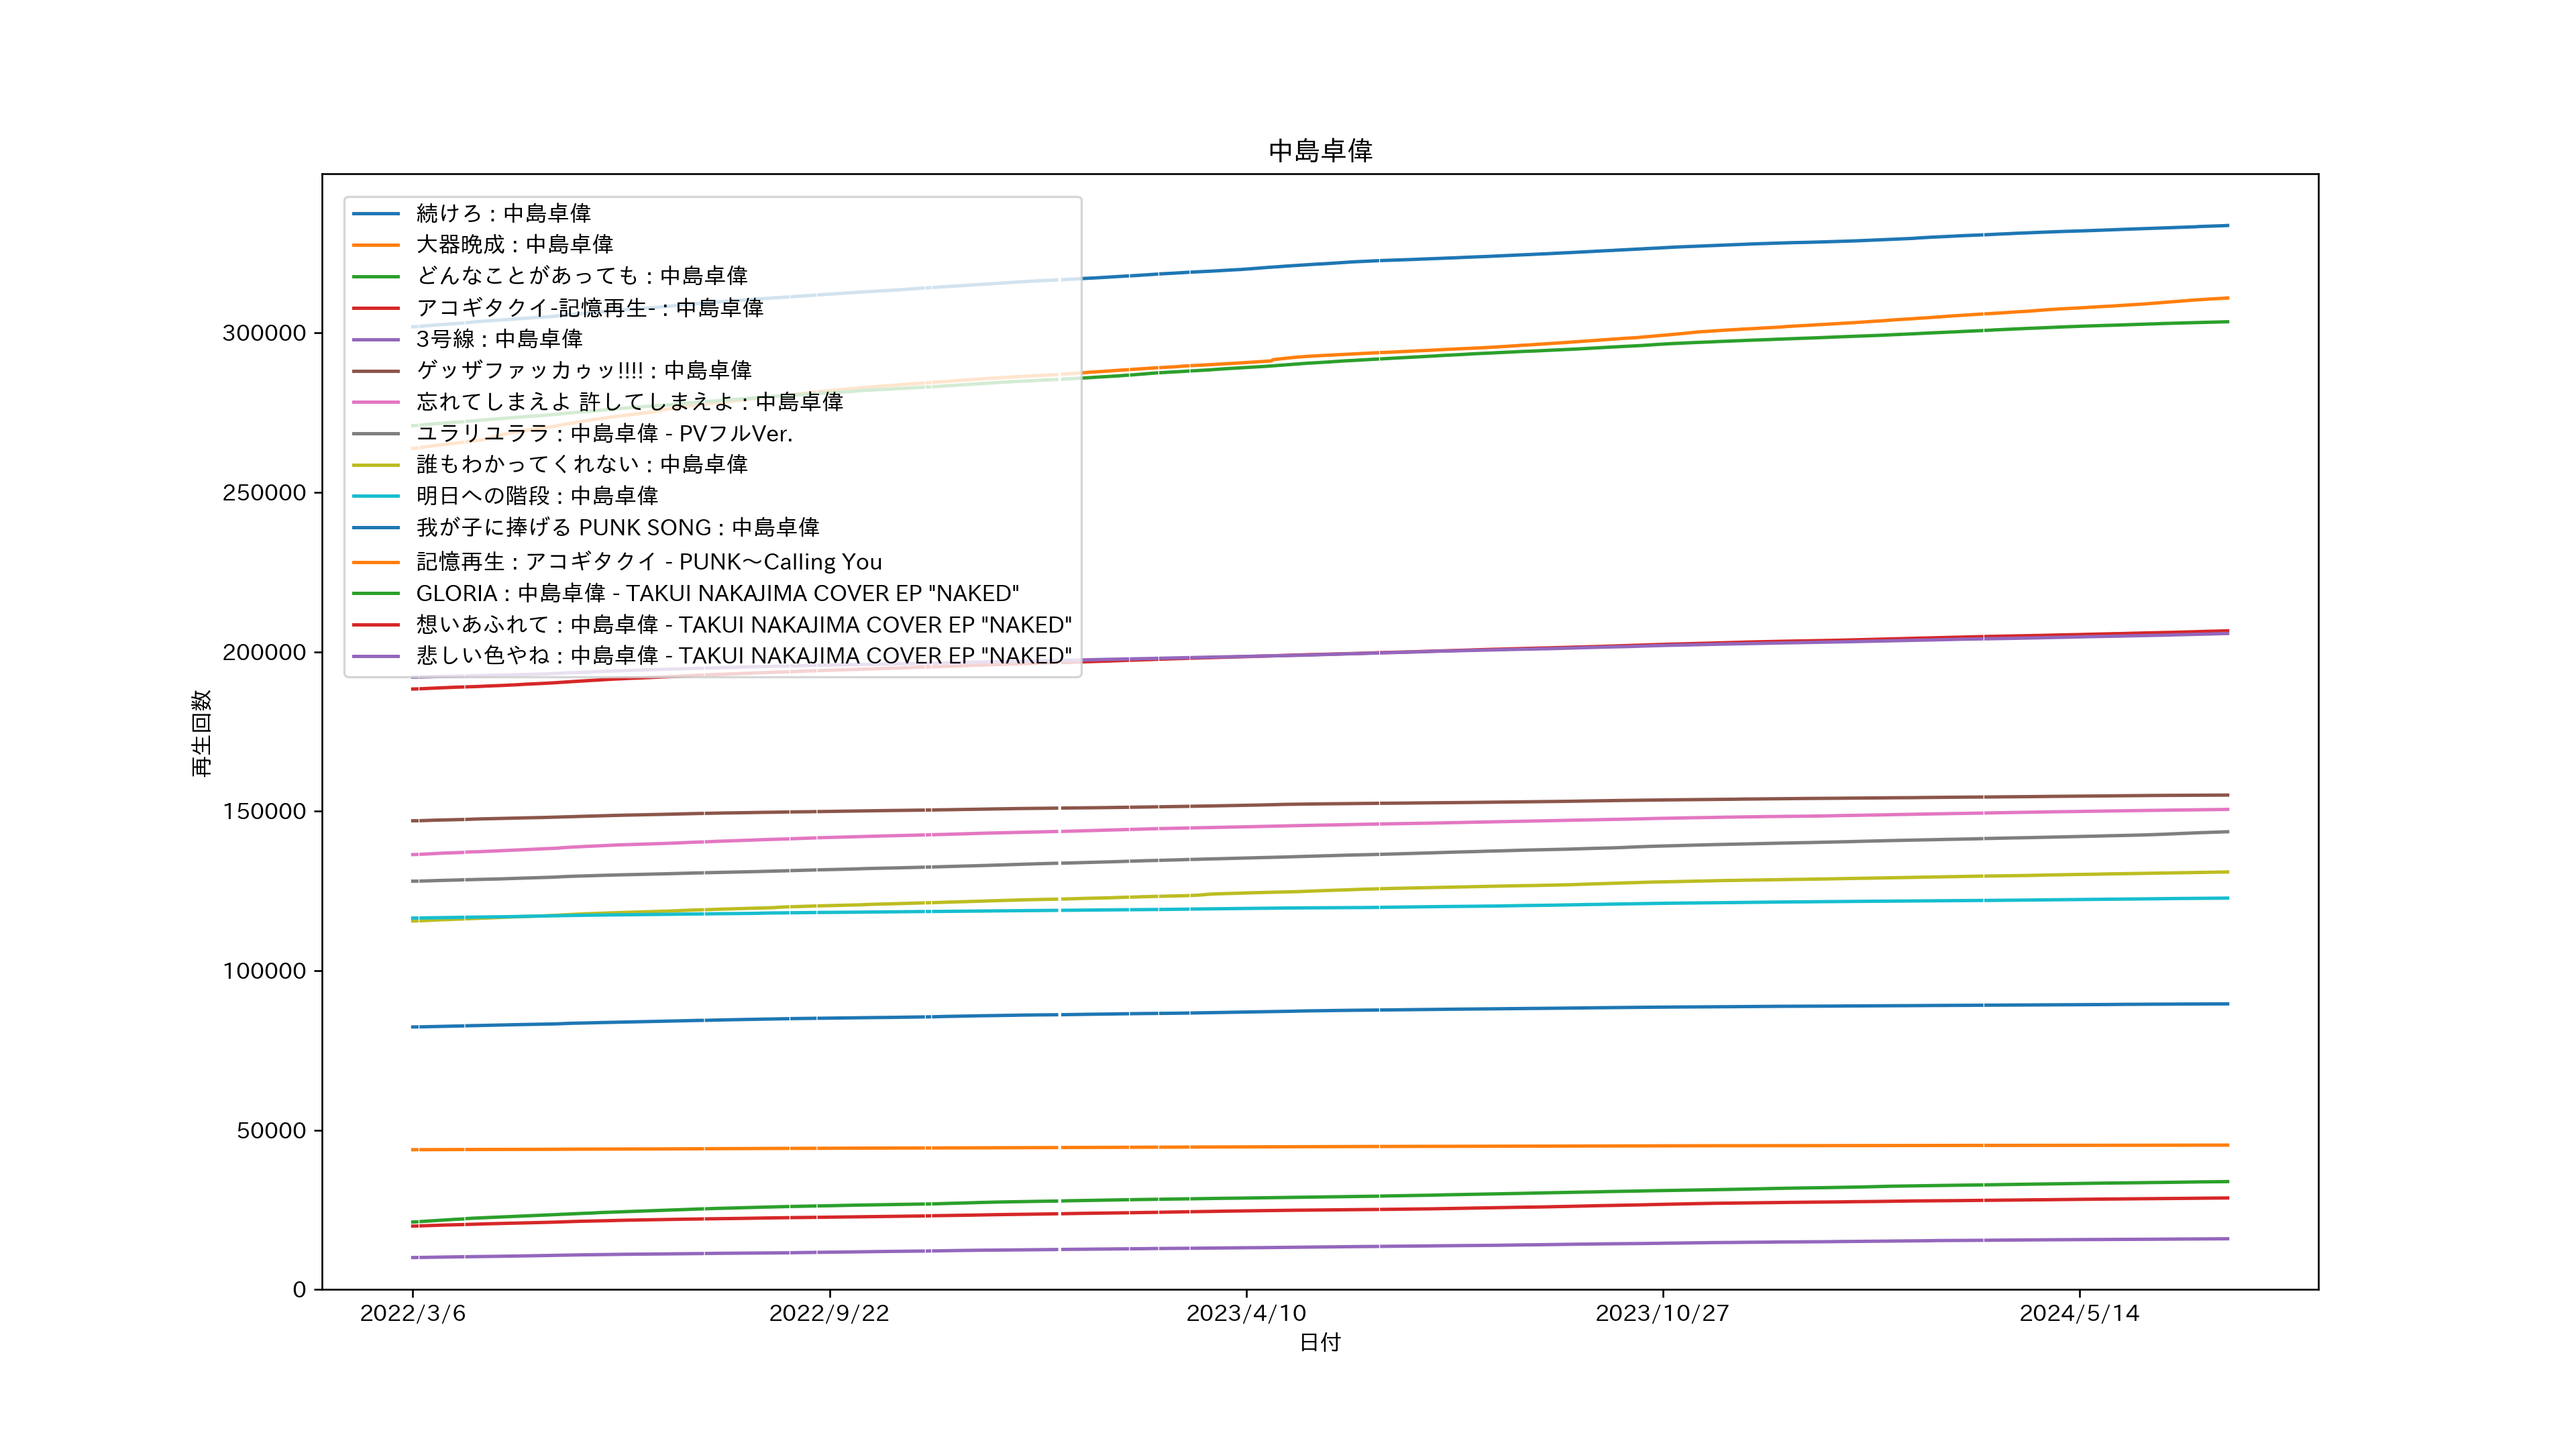 中島卓偉
続けろ : 中島卓偉
大器晩成 : 中島卓偉
どんなことがあっても : 中島卓偉
アコギタクイ-記憶再生- : 中島卓偉
3号線 : 中島卓偉
ゲッザファッカゥッ!!!! : 中島卓偉
忘れてしまえよ 許してしまえよ : 中島卓偉
ユラリユララ : 中島卓偉 - PVフルVer.
誰もわかってくれない : 中島卓偉
明日への階段 : 中島卓偉
我が子に捧げる PUNK SONG : 中島卓偉
記憶再生 : アコギタクイ - PUNK〜Calling You
GLORIA : 中島卓偉 - TAKUI NAKAJIMA COVER EP "NAKED"
想いあふれて : 中島卓偉 - TAKUI NAKAJIMA COVER EP "NAKED"
悲しい色やね : 中島卓偉 - TAKUI NAKAJIMA COVER EP "NAKED"
300000
250000
200000
150000
100000
50000
0
再生回数
2022/3/6
2022/9/22
2023/4/10
2023/10/27
2024/5/14
日付